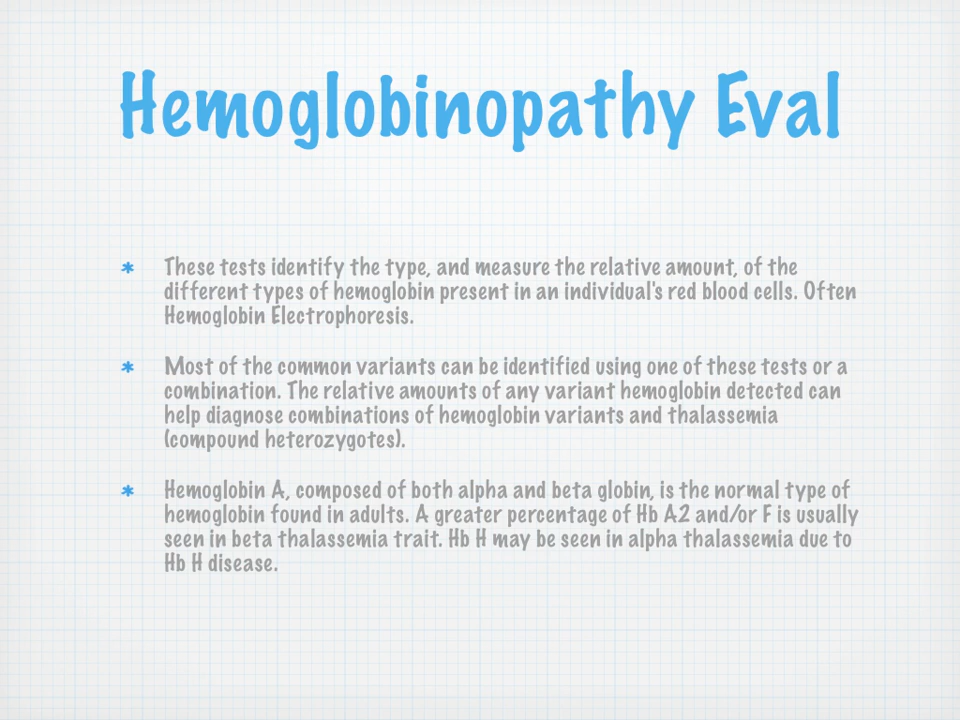 Hemoglobinopathy Eval
* These tests identify the type, and measure the relative amount, of the
different types of hemoglobin present in an individual's red blood cells. Often
Hemoglobin Electrophoresis.
* Most of the common variants can be identified using one of these tests or a
combination. The relative amounts of any variant hemoglobin detected can
help diagnose combinations of hemoglobin variants and thalassemia
(compound heterozygotes).
* Hemoglobin A, composed of both alpha and beta globin, is the normal type of
hemoglobin found in adults. A greater percentage of Hb A2 and/or F is usually
seen in beta thalassemia trait. Hb H may be seen in alpha thalassemia due to
Hb H disease.